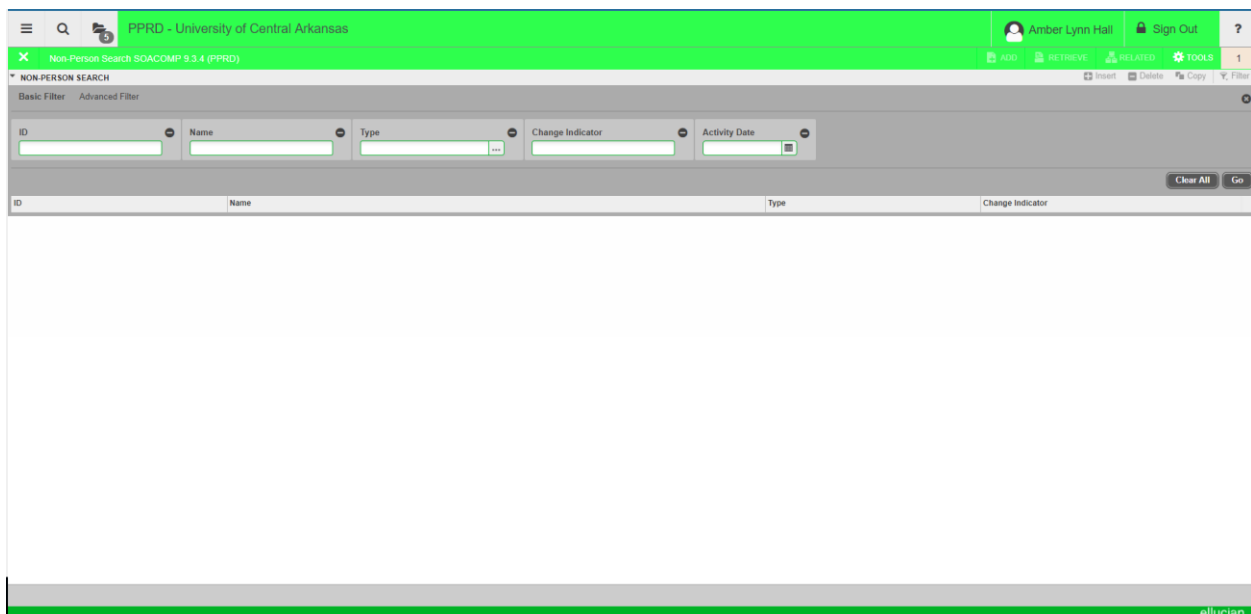 5 PPRD - University of Central Arkansas Amber Lynn Hall Sign Out ?
Non-Person Search SOACOMP 9.3.4 (PPRD) ADD RETRIEVE RELATED TOOLS 1
NON-PERSON SEARCH Insert Delete Copy Filter
Basic Filter Advanced Filter
ID Name Type Change Indicator Activity Date
...
Clear All Go
ID Name Type Change Indicator
ellucian